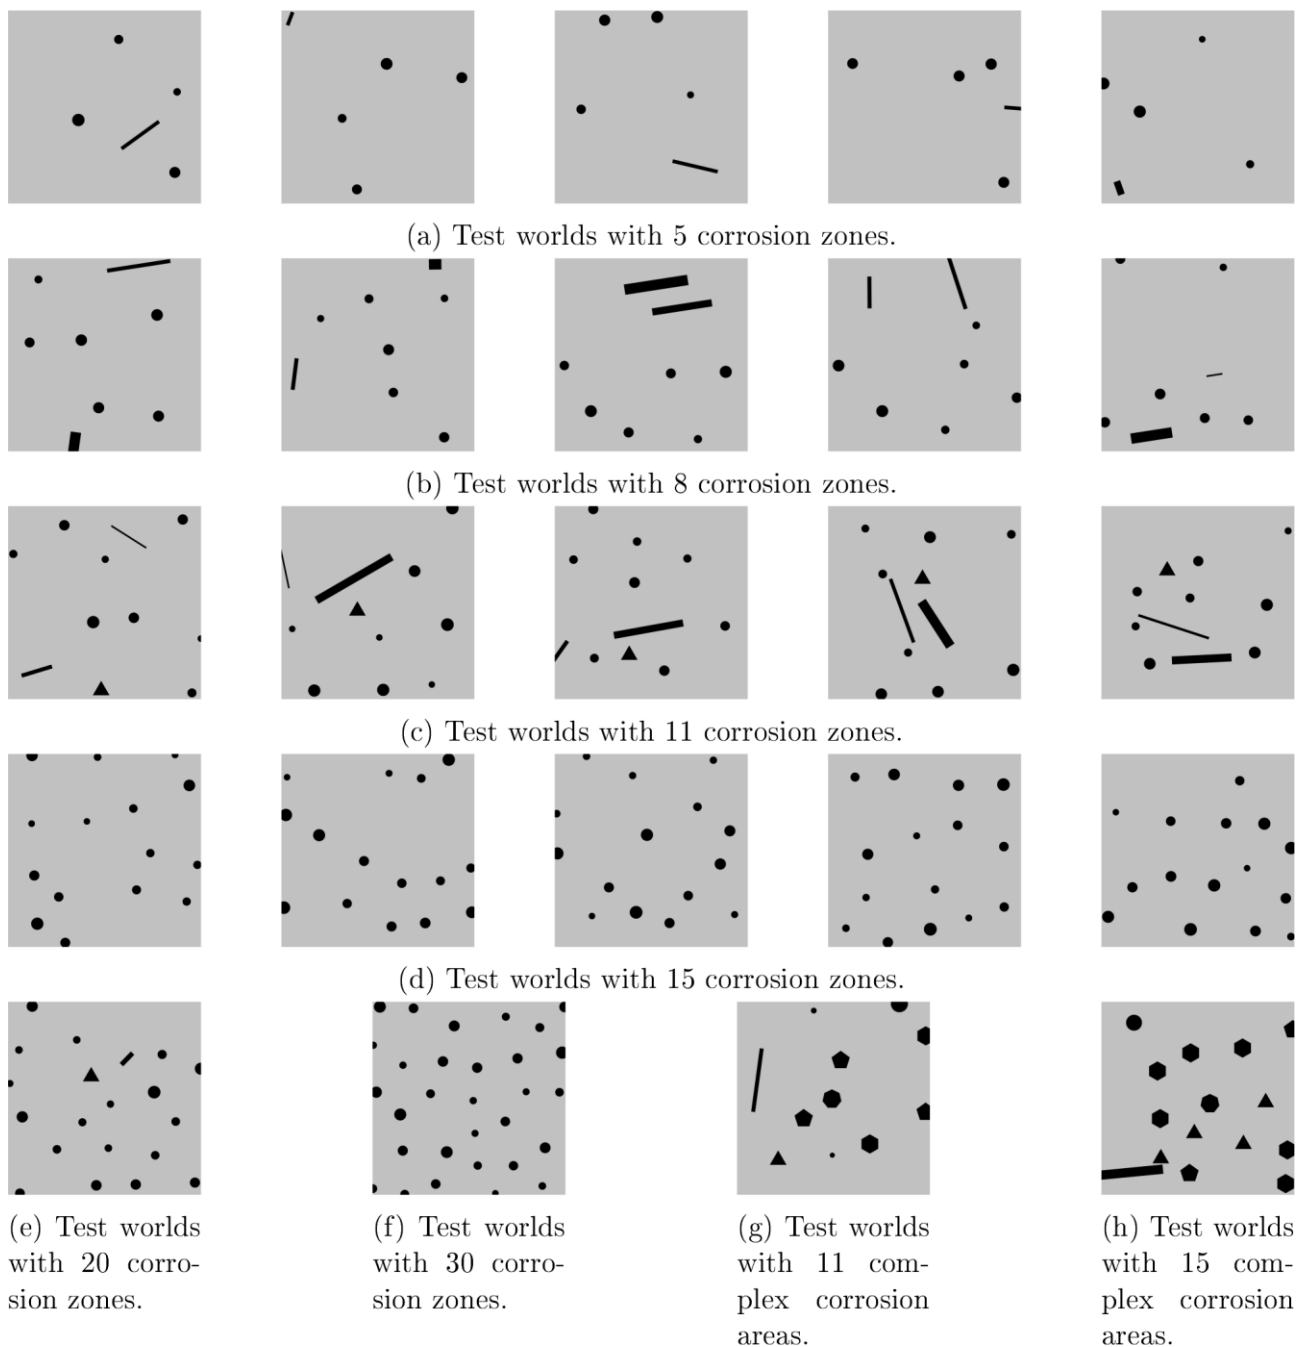 (a) Test worlds with 5 corrosion zones.
(b) Test worlds with 8 corrosion zones.
(c) Test worlds with 11 corrosion zones.
(d) Test worlds with 15 corrosion zones.
(e) Test worlds
with 20 corro-
sion zones.
(f) Test worlds
with 30 corro-
sion zones.
(g) Test worlds
with 11 com-
plex corrosion
areas.
(h) Test worlds
with 15 com-
plex corrosion
areas.